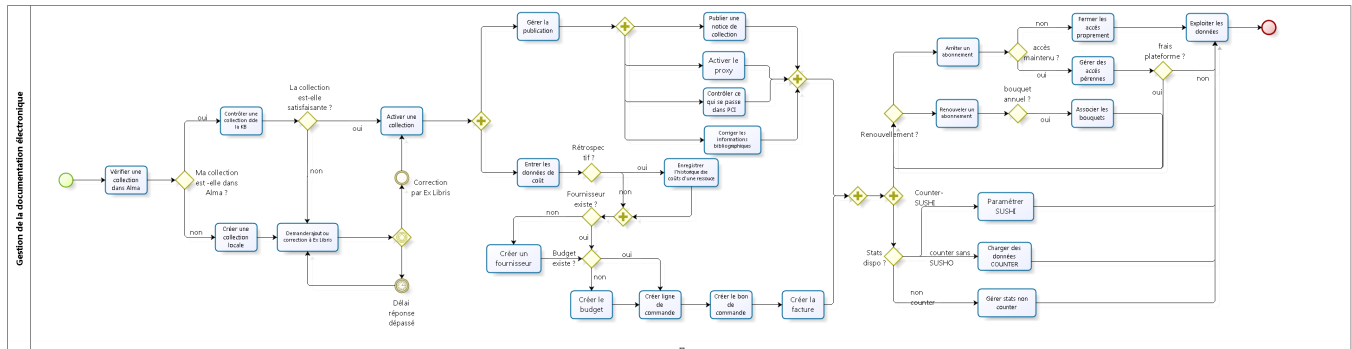 Gestion de la documentation électronique
Vérifier une
collection
dans Alma
Ma collection
est -elle dans
Alma ?
oui
non
Contrôler une
collection dde
la KB
Créer une
collection
locale
La collection
est-elle
satisfaisante ?
oui
non
Demanderajout ou
correction à Ex Libris
Activer une
collection
Correction
par Ex Libris
Délai
réponse
dépassé
Gérer la
publication
Publier une
notice de
collection
Activer le
proxy
Contrôler ce
qui se passe
dans PCI
Corriger les
informations
bibliographiques
Entrer les
données de
coût
Rétrospec
tif ?
oui
non
Enregistrer
l'historique des
coûts d'une ressouce
Fournisseur
existe ?
non
oui
Créer un
fournisseur
Budget
existe ?
oui
non
Créer le
budget
Créer ligne
de
commande
Créer le bon
de
commande
Créer la
facture
Renouvellement ?
Arrêter un
abonnement
accès
maintenu ?
non
oui
Fermer les
accès
proprement
Gérer des
accès
pérennes
frais
plateforme ?
non
oui
Exploiter les
données
Renouveler un
abonnement
bouquet
annuel ?
oui
Associer les
bouquets
Stats
dispo ?
Counter-
SUSHI
Paramétrer
SUSHI
counter sans
SUSHO
Charger des
données
COUNTER
non
counter
Gérer stats non
counter